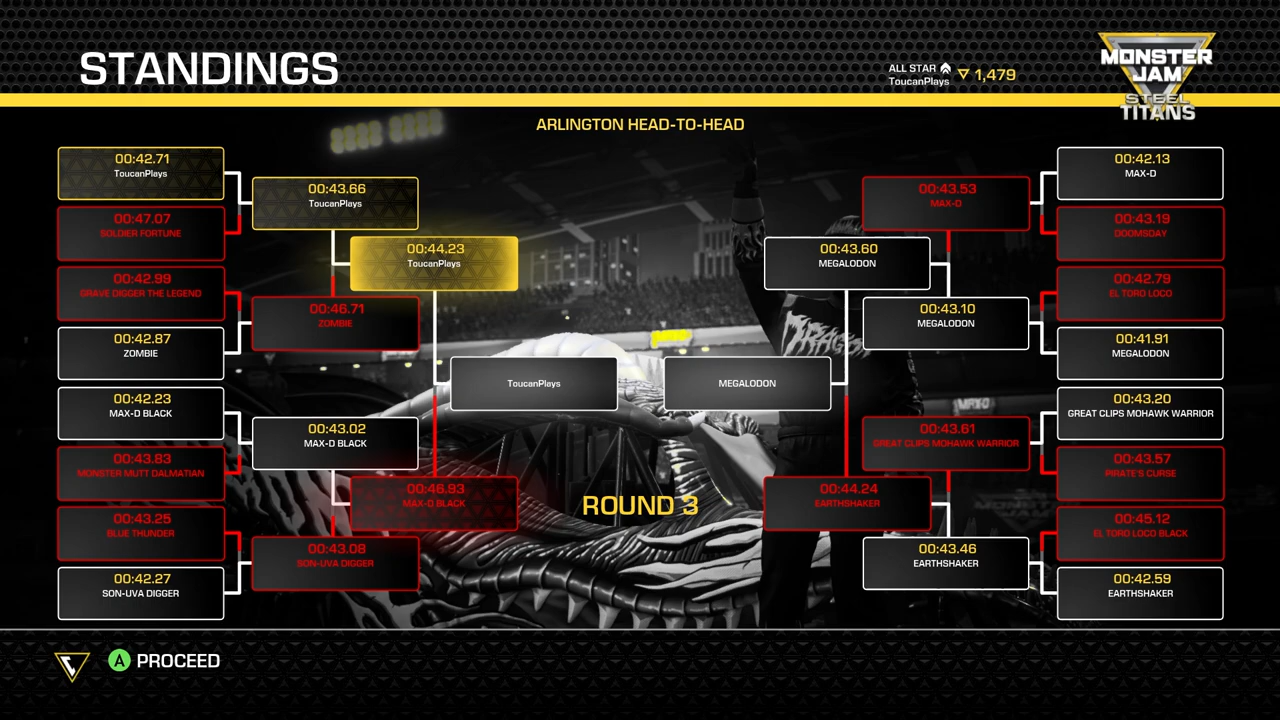 STANDINGS
ALL STAR
ToucanPlays
1,479
MONSTER
JAM
STEEL
TITANS
ARLINGTON HEAD-TO-HEAD
00:42.71
ToucanPlays
00:47.07
SOLDIER FORTUNE
00:42.99
GRAVE DIGGER THE LEGEND
00:42.87
ZOMBIE
00:42.23
MAX-D BLACK
00:43.83
MONSTER MUTT DALMATIAN
00:43.25
BLUE THUNDER
00:42.27
SON-UVA DIGGER
00:43.66
ToucanPlays
00:46.71
ZOMBIE
00:43.02
MAX-D BLACK
00:43.08
SON-UVA DIGGER
00:44.23
ToucanPlays
00:46.93
MAX-D BLACK
ToucanPlays
MEGALODON
ROUND 3
00:43.60
MEGALODON
00:44.24
EARTHSHAKER
00:43.53
MAX-D
00:43.10
MEGALODON
00:43.61
GREAT CLIPS MOHAWK WARRIOR
00:43.46
EARTHSHAKER
00:42.13
MAX-D
00:43.19
DOOMSDAY
00:42.79
EL TORO LOCO
00:41.91
MEGALODON
00:43.20
GREAT CLIPS MOHAWK WARRIOR
00:43.57
PIRATE'S CURSE
00:45.12
EL TORO LOCO BLACK
00:42.59
EARTHSHAKER
A PROCEED